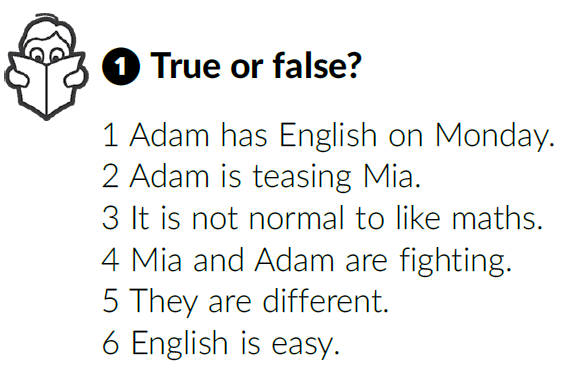 1 True or false?
1 Adam has English on Monday.
2 Adam is teasing Mia.
3 It is not normal to like maths.
4 Mia and Adam are fighting.
5 They are different.
6 English is easy.